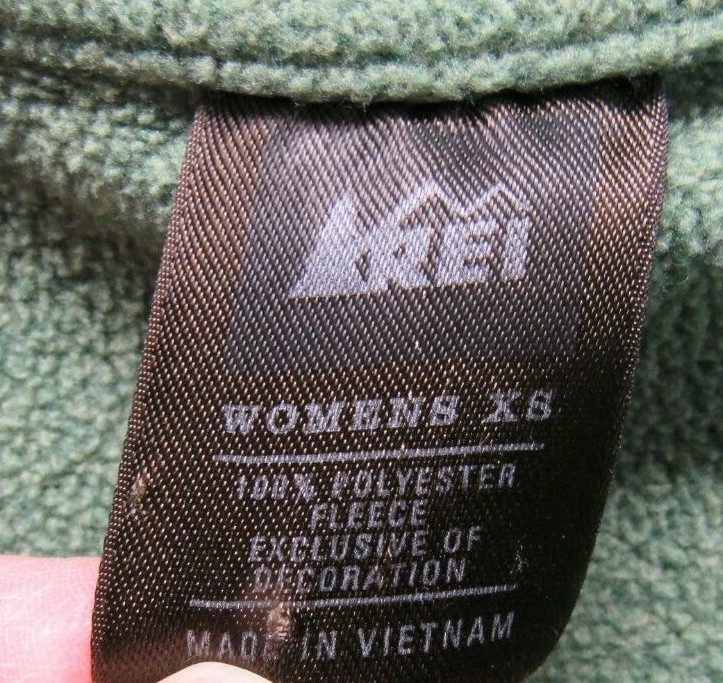 REI
WOMENS XS
100% POLYESTER
FLEECE
EXCLUSIVE OF
DECORATION
MADE IN VIETNAM